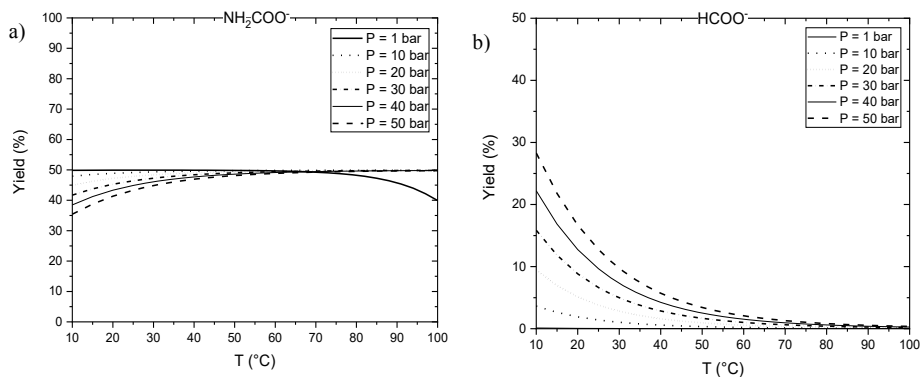 a)
NH₂COO⁻
P = 1 bar
P = 10 bar
P = 20 bar
P = 30 bar
P = 40 bar
P = 50 bar
Yield (%)
100
90
80
70
60
50
40
30
20
10
0
10 20 30 40 50 60 70 80 90 100
T (°C)
b)
HCOO⁻
P = 1 bar
P = 10 bar
P = 20 bar
P = 30 bar
P = 40 bar
P = 50 bar
Yield (%)
50
40
30
20
10
0
10 20 30 40 50 60 70 80 90 100
T (°C)